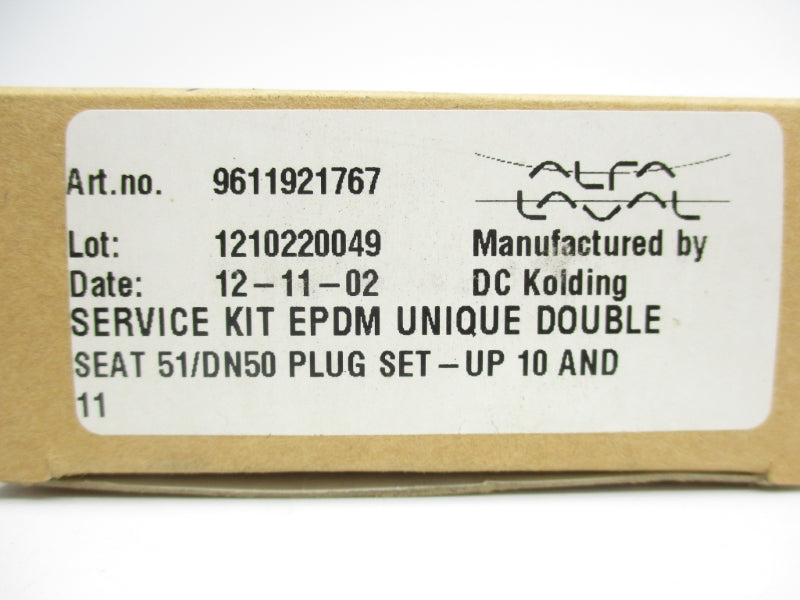 Art.no. 9611921767
ALFA
LAVAL
Lot: 1210220049 Manufactured by
Date: 12-11-02 DC Kolding
SERVICE KIT EPDM UNIQUE DOUBLE
SEAT 51/DN50 PLUG SET-UP 10 AND
11